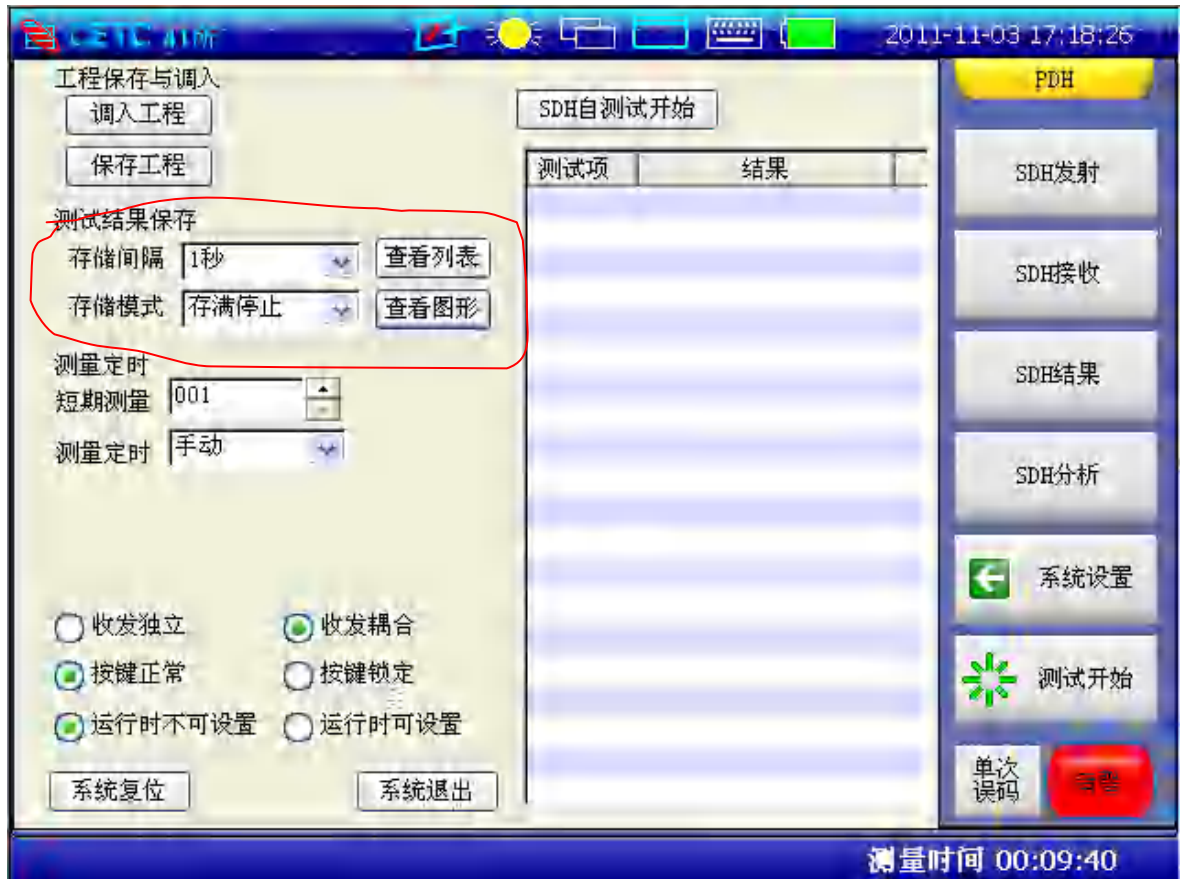 CETC 41所
2011-11-03 17:18:26
工程保存与调入
调入工程
保存工程
测试结果保存
存储间隔 1秒 查看列表
存储模式 存满停止 查看图形
测量定时
短期测量 001
测量定时 手动
收发独立 收发耦合
按键正常 按键锁定
运行时不可设置 运行时可设置
系统复位 系统退出
SDH自测试开始
测试项 结果
PDH
SDH发射
SDH接收
SDH结果
SDH分析
系统设置
测试开始
单次
误码
测量时间 00:09:40